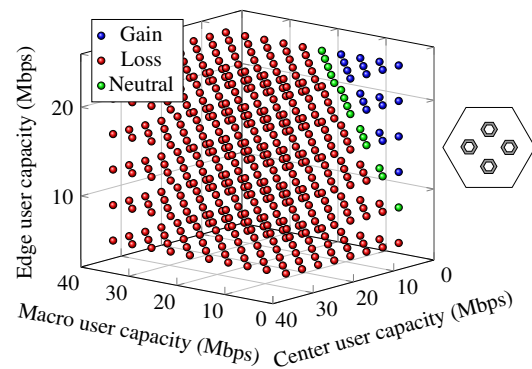 Gain
Loss
Neutral
Edge user capacity (Mbps)
20
10
40
30
20
10
0
Macro user capacity (Mbps)
40
30
20
10
0
Center user capacity (Mbps)